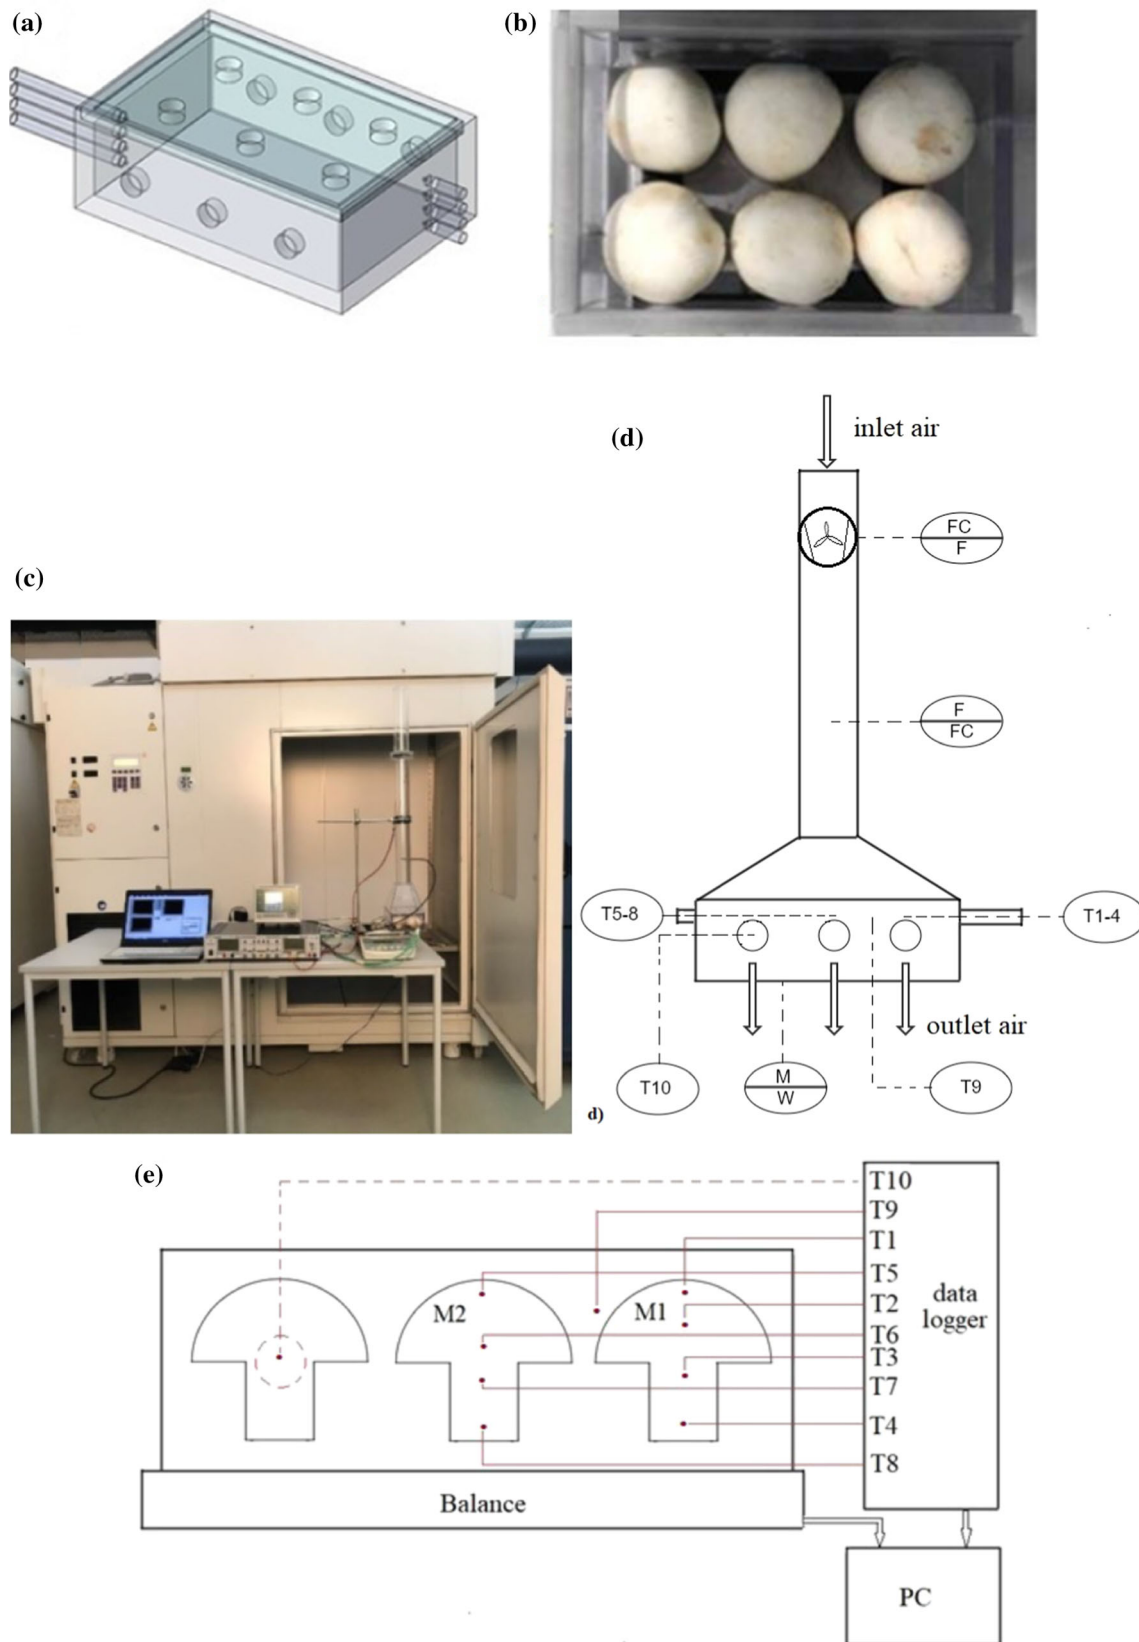 (a)
(b)
(c)
(d)
inlet air
FC
F
F
FC
T5-8
T1-4
outlet air
T10
M
W
T9
d)
(e)
T10
T9
T1
T5
T2
T6
T3
T7
T4
T8
M2
M1
data
logger
Balance
PC